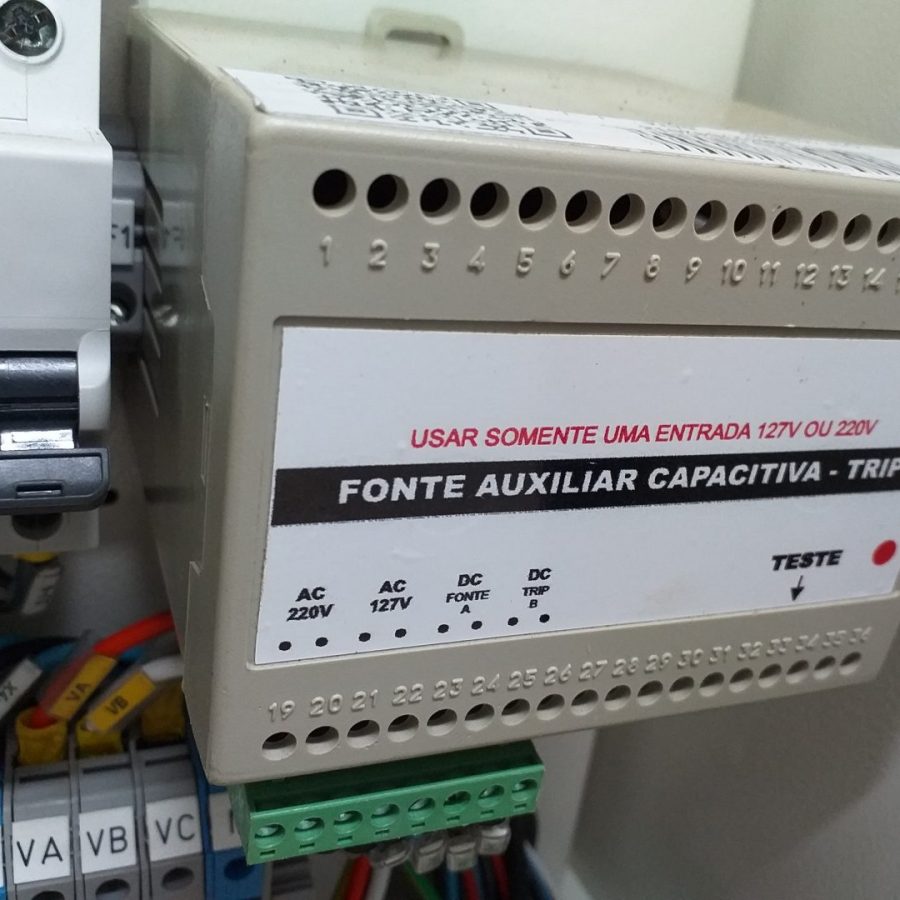 F1
1 2 3 4 5 6 7 8 9 10 11 12 13 14
USAR SOMENTE UMA ENTRADA 127V OU 220V
FONTE AUXILIAR CAPACITIVA - TRIP
TESTE
AC 220V
AC 127V
DC FONTE A
DC TRIP B
19 20 21 22 23 24 25 26 27 28 29 30 31 32 33 34 35 36
VA
VB
VA VB VC